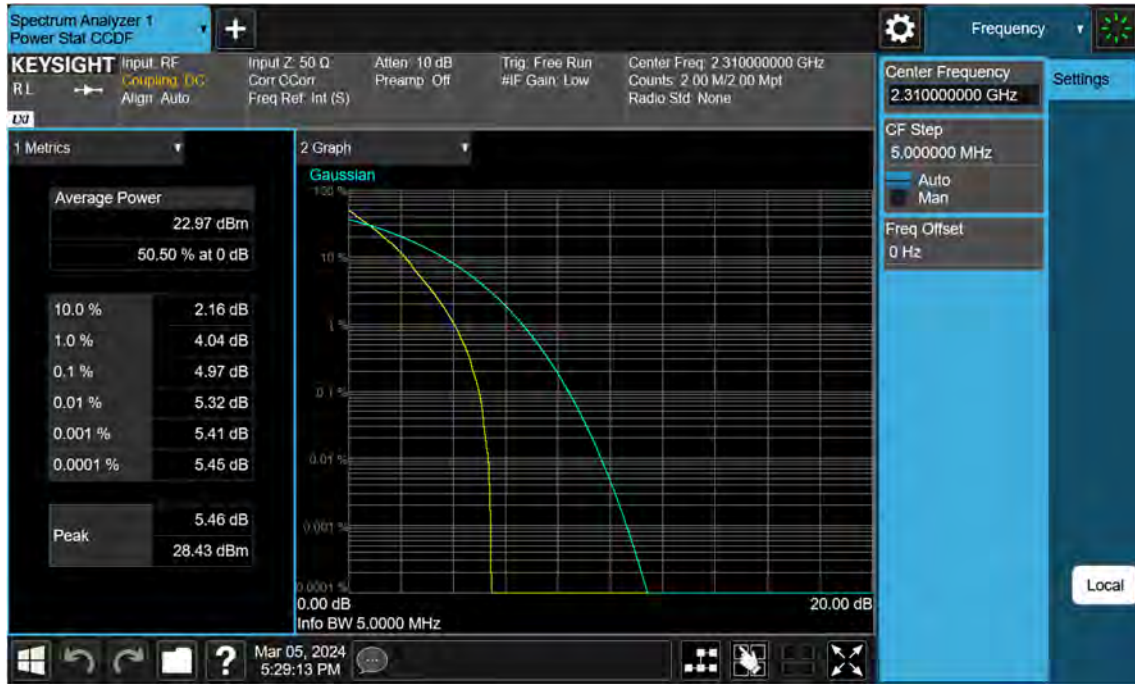 Spectrum Analyzer 1
Power Stat CCDF
Frequency
KEYSIGHT
R L
LXI
Input: RF
Coupling: DC
Align: Auto
Input Z: 50 Ω
Corr CCorr
Freq Ref: Int (S)
Atten: 10 dB
Preamp: Off
Trig: Free Run
#IF Gain: Low
Center Freq: 2.310000000 GHz
Counts: 2.00 M/2.00 Mpt
Radio Std: None
Center Frequency
2.310000000 GHz
Settings
CF Step
5.000000 MHz
Auto
Man
Freq Offset
0 Hz
Local
1 Metrics
Average Power
22.97 dBm
50.50 % at 0 dB
10.0 % 2.16 dB
1.0 % 4.04 dB
0.1 % 4.97 dB
0.01 % 5.32 dB
0.001 % 5.41 dB
0.0001 % 5.45 dB
Peak 5.46 dB
28.43 dBm
2 Graph
Gaussian
100 %
10 %
1 %
0.1 %
0.01 %
0.001 %
0.0001 %
0.00 dB 20.00 dB
Info BW 5.0000 MHz
?
Mar 05, 2024
5:29:13 PM